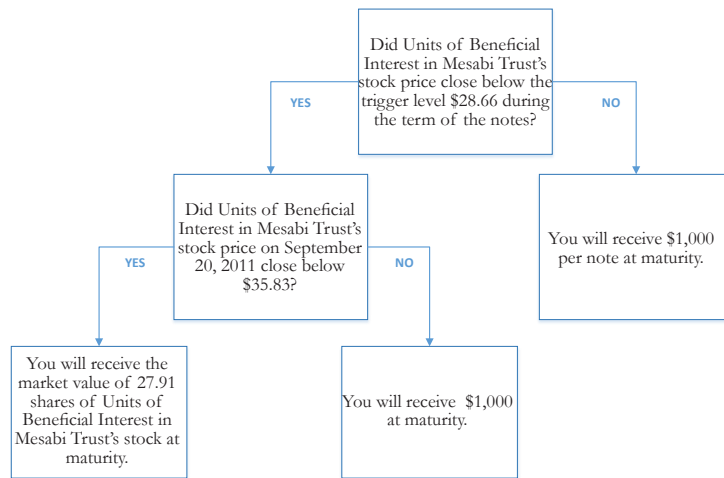 Did Units of Beneficial
Interest in Mesabi Trust's
stock price close below the
trigger level $28.66 during
the term of the notes?
YES
NO
Did Units of Beneficial
Interest in Mesabi Trust's
stock price on September
20, 2011 close below
$35.83?
You will receive $1,000
per note at maturity.
YES
NO
You will receive the
market value of 27.91
shares of Units of
Beneficial Interest in
Mesabi Trust's stock at
maturity.
You will receive $1,000
at maturity.